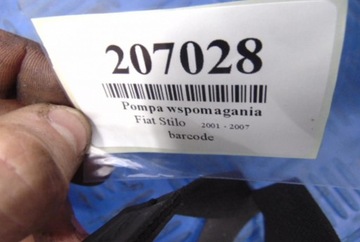 207028
Pompa wspomagania
Fiat Stilo 2001 - 2007
barcode